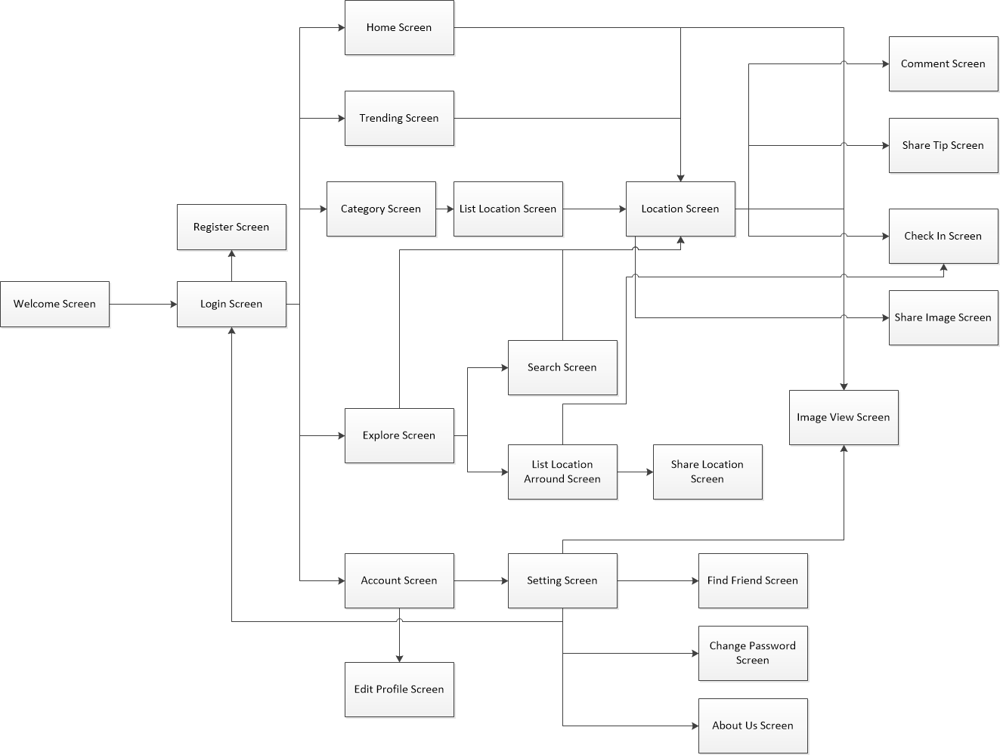 Home Screen
Comment Screen
Trending Screen
Share Tip Screen
Category Screen
List Location Screen
Location Screen
Register Screen
Check In Screen
Welcome Screen
Login Screen
Share Image Screen
Search Screen
Image View Screen
Explore Screen
List Location
Arround Screen
Share Location
Screen
Account Screen
Setting Screen
Find Friend Screen
Change Password
Screen
Edit Profile Screen
About Us Screen